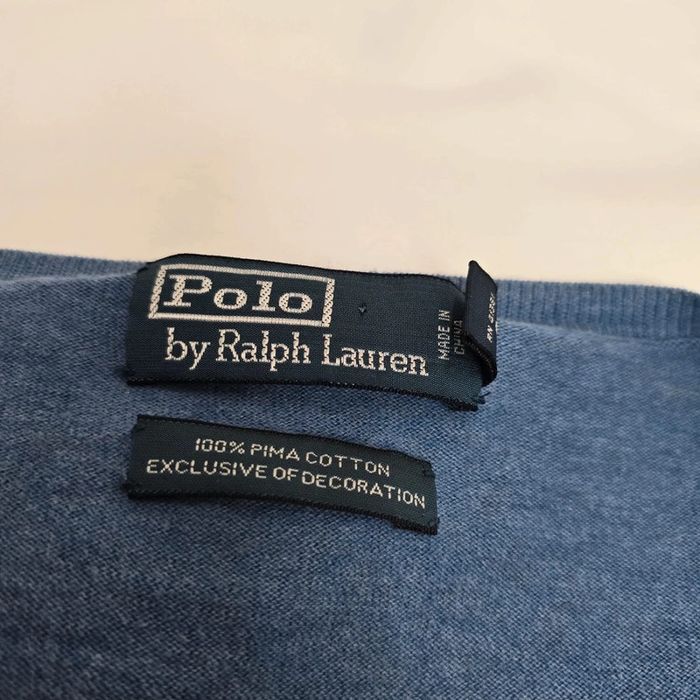 Polo
by Ralph Lauren
MADE IN
CHINA
100% PIMA COTTON
EXCLUSIVE OF DECORATION